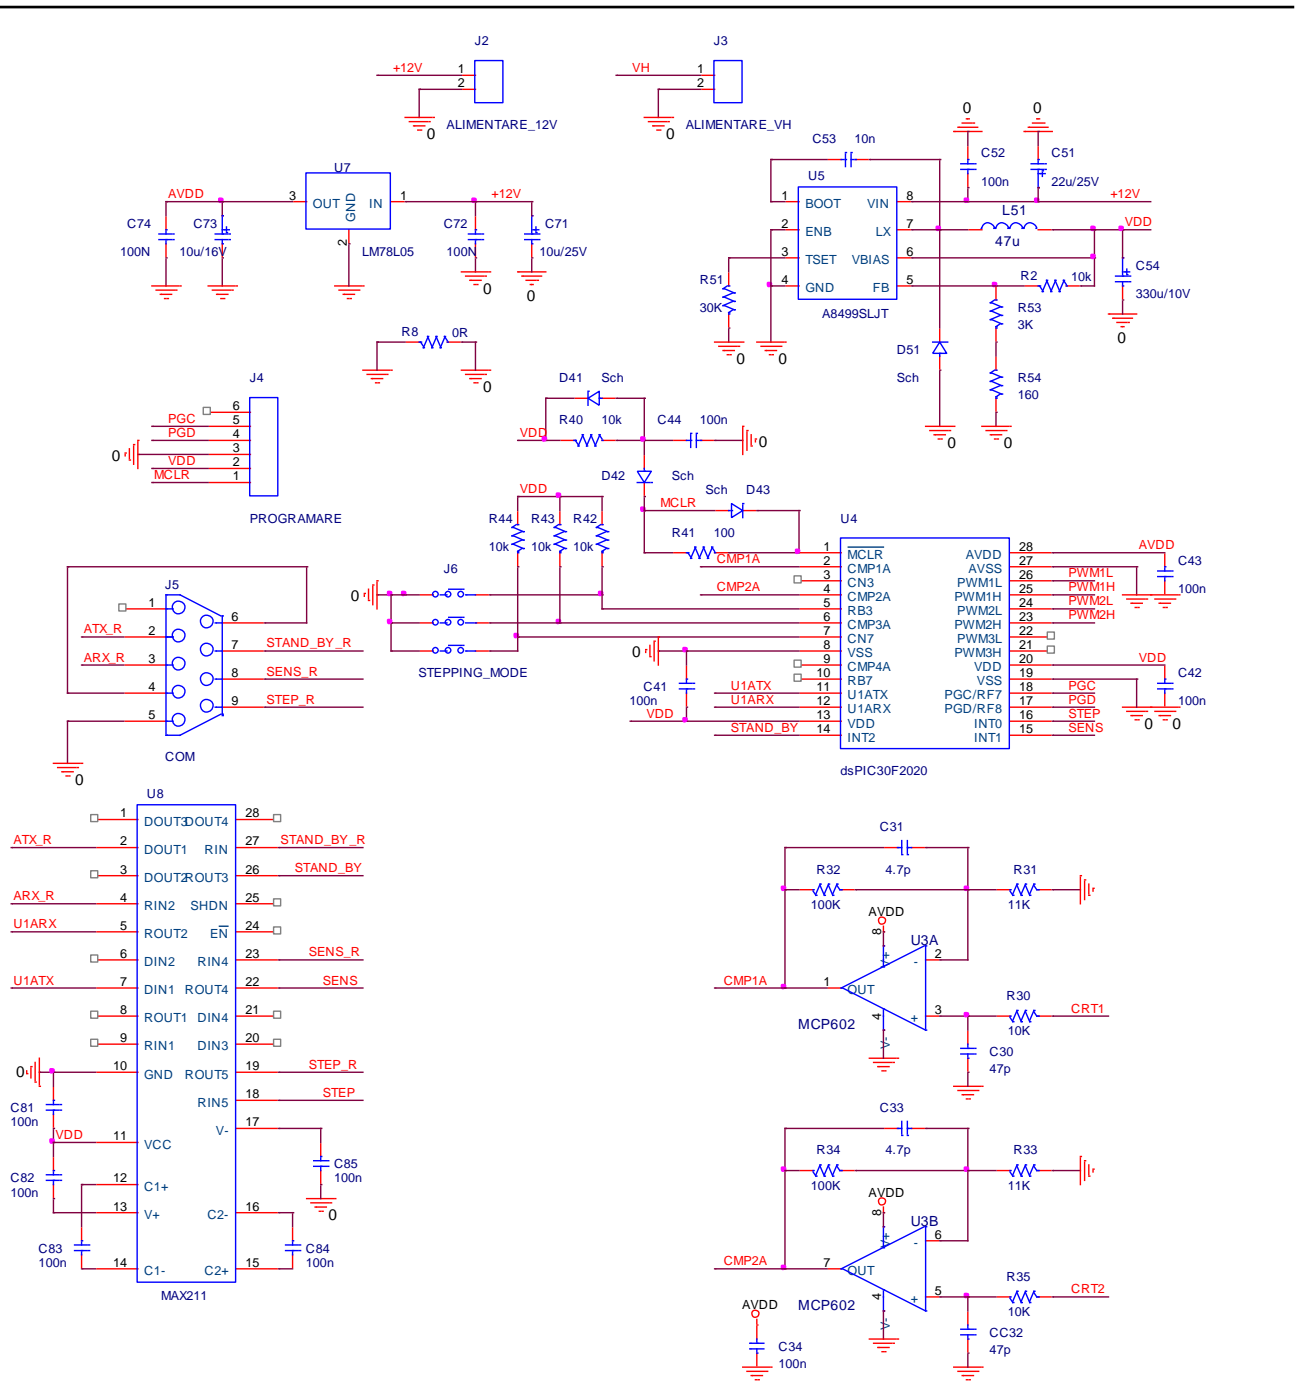 J2
+12V 1
2
0
ALIMENTARE_12V
J3
VH 1
2
0
ALIMENTARE_VH
U7
AVDD 3 OUT GND IN 1 +12V
2
LM78L05
C74
100N
C73
10u/16V
C72
100N
C71
10u/25V
0
0
R8 0R
0
C53 10n
0
0
C52
100n
C51
22u/25V
U5
1 BOOT VIN 8 +12V
2 ENB LX 7
3 TSET VBIAS 6
4 GND FB 5
A8499SLJT
L51
47u
VDD
R51
30K
R2 10k
C54
330u/10V
R53
3K
R54
160
D51
Sch
0
0
0
0
0
J4
6
PGC 5
PGD 4
0 3
VDD 2
MCLR 1
PROGRAMARE
D41 Sch
R40 10k
VDD
C44 100n
0
D42 Sch
Sch D43
MCLR
R41 100
VDD
R44
10k
R43
10k
R42
10k
J6
0
STEPPING_MODE
J5
1
ATX_R 2
ARX_R 3
4
5
6
7 STAND_BY_R
8 SENS_R
9 STEP_R
COM
0
U4
1 MCLR AVDD 28 AVDD
CMP1A 2 CMP1A AVSS 27
3 CN3 PWM1L 26 PWM1L
CMP2A 4 CMP2A PWM1H 25 PWM1H
5 RB3 PWM2L 24 PWM2L
6 CMP3A PWM2H 23 PWM2H
7 CN7 PWM3L 22
8 VSS PWM3H 21
9 CMP4A VDD 20 VDD
10 RB7 VSS 19
U1ATX 11 U1ATX PGC/RF7 18 PGC
U1ARX 12 U1ARX PGD/RF8 17 PGD
VDD 13 VDD INT0 16 STEP
STAND_BY 14 INT2 INT1 15 SENS
dsPIC30F2020
0
C41
100n
C43
100n
0
0
C42
100n
0
0
U8
1 DOUT3 DOUT4 28
ATX_R 2 DOUT1 RIN 27 STAND_BY_R
3 DOUT2 ROUT3 26 STAND_BY
ARX_R 4 RIN2 SHDN 25
U1ARX 5 ROUT2 EN 24
6 DIN2 RIN4 23 SENS_R
U1ATX 7 DIN1 ROUT4 22 SENS
8 ROUT1 DIN4 21
9 RIN1 DIN3 20
0 10 GND ROUT5 19 STEP_R
RIN5 18 STEP
V- 17
VDD 11 VCC
12 C1+
13 V+ C2- 16
14 C1- C2+ 15
MAX211
C81
100n
C82
100n
C83
100n
C85
100n
0
C84
100n
C31
4.7p
R32
100K
R31
11K
AVDD
8
V+
U3A
- 2
CMP1A 1 OUT
+ 3
4
V-
MCP602
R30
10K
CRT1
C30
47p
C33
4.7p
R34
100K
R33
11K
AVDD
8
V+
U3B
- 6
CMP2A 7 OUT
+ 5
4
V-
MCP602
R35
10K
CRT2
CC32
47p
AVDD
C34
100n